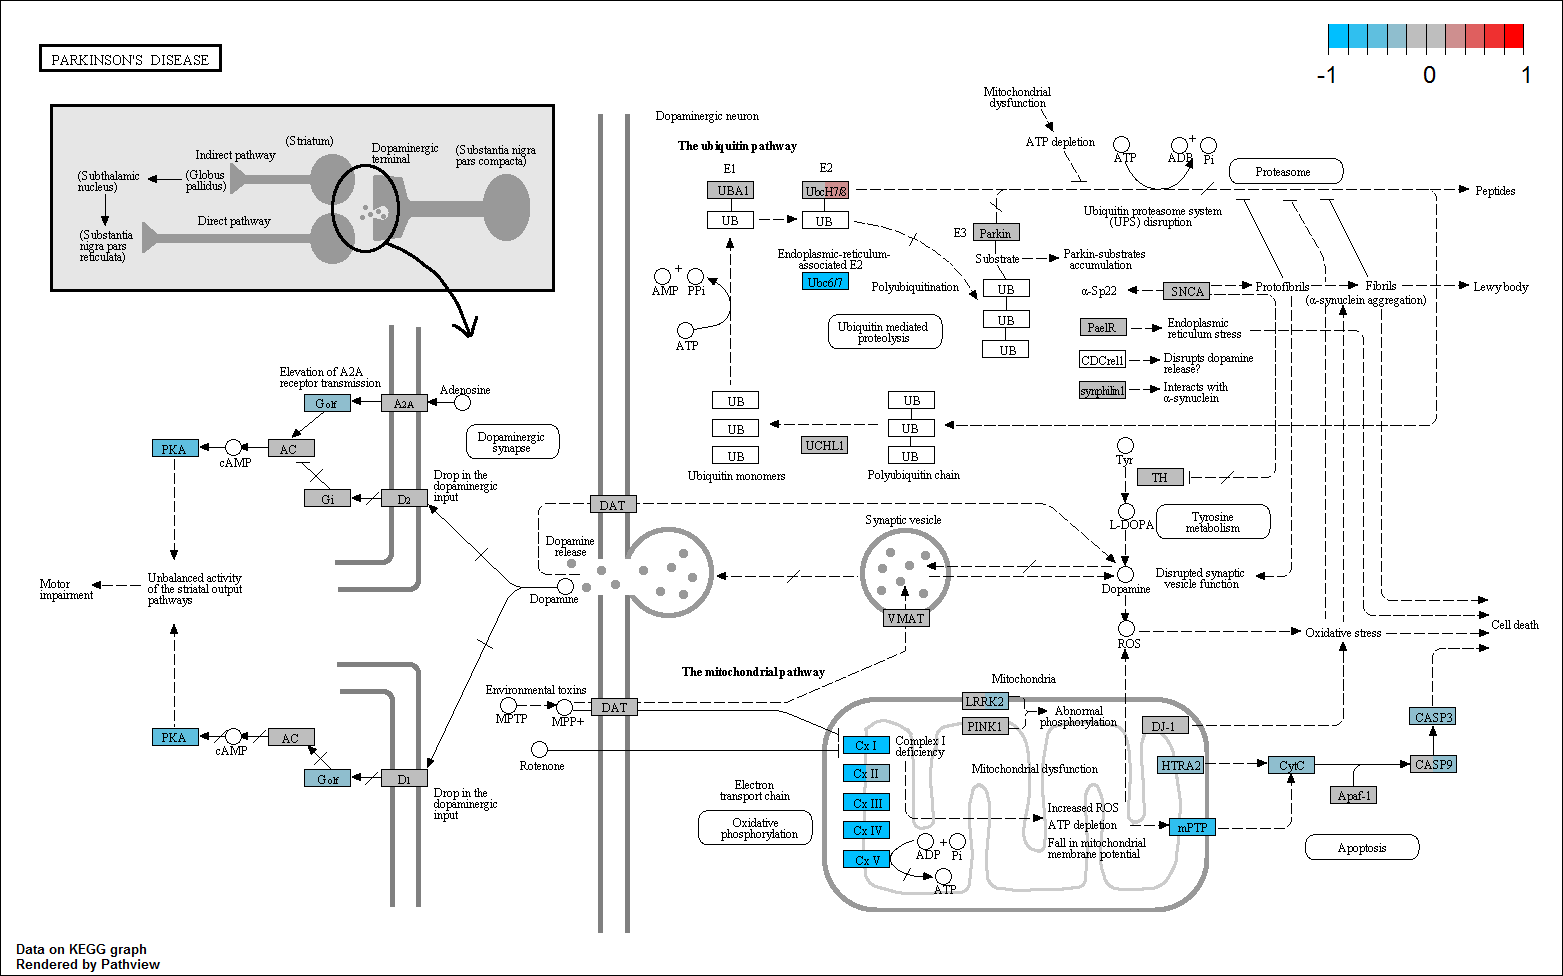 PARKINSON'S DISEASE
-1
0
1
(Striatum)
Indirect pathway
Dopaminergic
terminal
(Substantia nigra
pars compacta)
(Subthalamic
nucleus)
(Globus
pallidus)
Direct pathway
(Substantia
nigra pars
reticulata)
Dopaminergic neuron
The ubiquitin pathway
E1
UBA1
UB
E2
UbcH7/8
UB
Mitochondrial
dysfunction
ATP depletion
ATP
ADP
+
Pi
Proteasome
Peptides
Ubiquitin proteasome system
(UPS) disruption
E3
Parkin
Substrate
Parkin-substrates
accumulation
Endoplasmic-reticulum-
associated E2
Ubc6/7
Polyubiquitination
UB
UB
UB
AMP
+
PPi
ATP
Ubiquitin mediated
proteolysis
α-Sp22
SNCA
Protofibrils
Fibrils
(α-synuclein aggregation)
Lewy body
PaelR
Endoplasmic
reticulum stress
CDCrel1
Disrupts dopamine
release?
synphilin1
Interacts with
α-synuclein
UB
UB
UB
Ubiquitin monomers
UCHL1
UB
UB
UB
Polyubiquitin chain
Elevation of A2A
receptor transmission
Golf
A2A
Adenosine
PKA
cAMP
AC
Dopaminergic
synapse
Gi
D2
Drop in the
dopaminergic
input
Tyr
TH
L-DOPA
Tyrosine
metabolism
DAT
Dopamine
release
Synaptic vesicle
Dopamine
VMAT
Dopamine
Disrupted synaptic
vesicle function
ROS
Oxidative stress
Cell death
Motor
impairment
Unbalanced activity
of the striatal output
pathways
The mitochondrial pathway
Environmental toxins
MPTP
MPP+
DAT
Rotenone
PKA
cAMP
AC
Golf
D1
Drop in the
dopaminergic
input
Mitochondria
LRRK2
PINK1
Abnormal
phosphorylation
DJ-1
Cx I
Complex I
deficiency
Cx II
Cx III
Cx IV
Cx V
Mitochondrial dysfunction
Electron
transport chain
Oxidative
phosphorylation
Increased ROS
ATP depletion
Fall in mitochondrial
membrane potential
ADP
+
Pi
ATP
HTRA2
mPTP
CytC
Apaf-1
CASP9
CASP3
Apoptosis
Data on KEGG graph
Rendered by Pathview